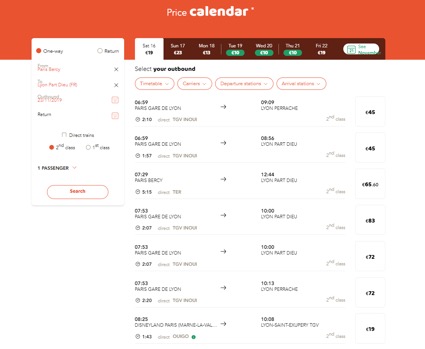 Price calendar
One-way
Return
From
Paris Bercy
To
Lyon Part Dieu (FR)
Outbound
Return
Direct trains
2nd class
1st class
1 PASSENGER
Search
Sat 16
€19
Sun 17
€23
Mon 18
€13
Tue 19
€10
Wed 20
€10
Thu 21
€10
Fri 22
€19
See
November
Select your outbound
Timetable
Carriers
Departure stations
Arrival stations
06:59
09:09
PARIS GARE DE LYON
LYON PERRACHE
2:10 direct TGV INOUI
2nd class
€45
06:59
08:56
PARIS GARE DE LYON
LYON PART DIEU
1:57 direct TGV INOUI
2nd class
€45
07:29
12:44
PARIS BERCY
LYON PART DIEU
5:15 direct TER
2nd class
€65.60
07:53
10:00
PARIS GARE DE LYON
LYON PART DIEU
2:07 direct TGV INOUI
2nd class
€83
07:53
10:00
PARIS GARE DE LYON
LYON PART DIEU
2:07 direct TGV INOUI
2nd class
€72
07:53
10:13
PARIS GARE DE LYON
LYON PERRACHE
2:20 direct TGV INOUI
2nd class
€72
08:25
10:08
DISNEYLAND PARIS (MARNE-LA-VAL...
LYON-SAINT-EXUPERY TGV
1:43 direct OUIGO
2nd class
€19